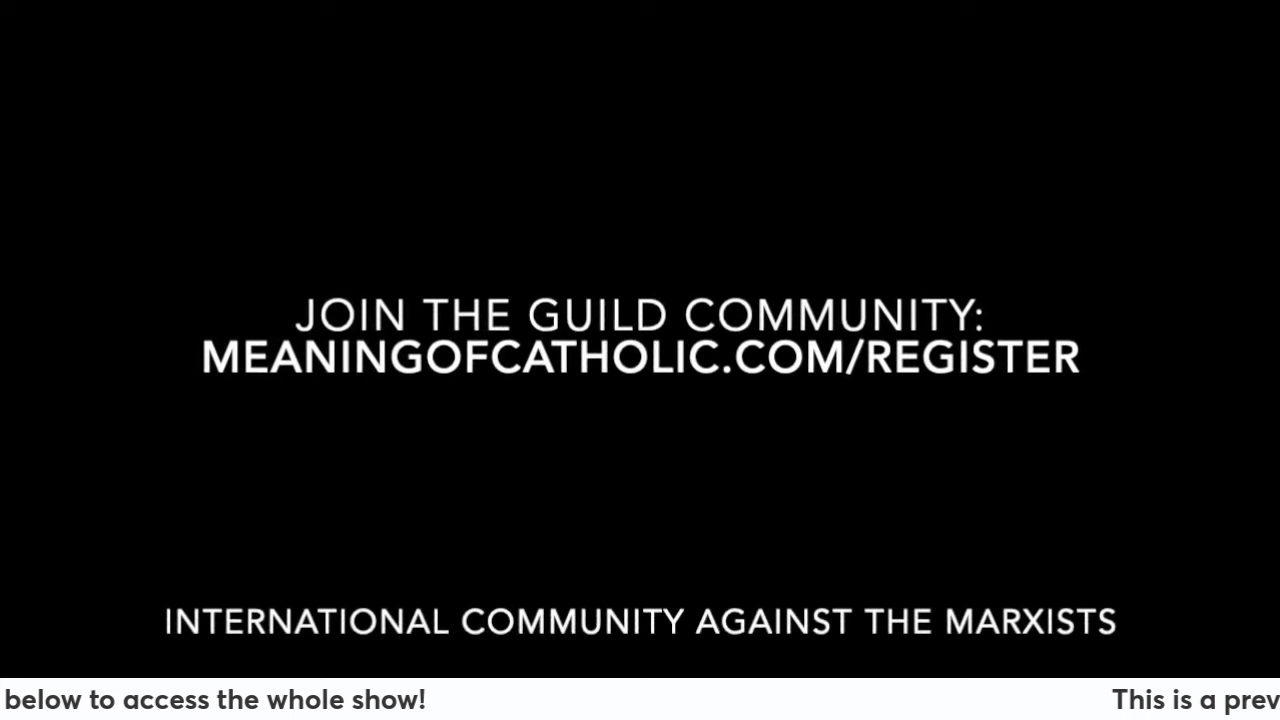 JOIN THE GUILD COMMUNITY:
MEANINGOFCATHOLIC.COM/REGISTER
INTERNATIONAL COMMUNITY AGAINST THE MARXISTS
below to access the whole show! This is a prev